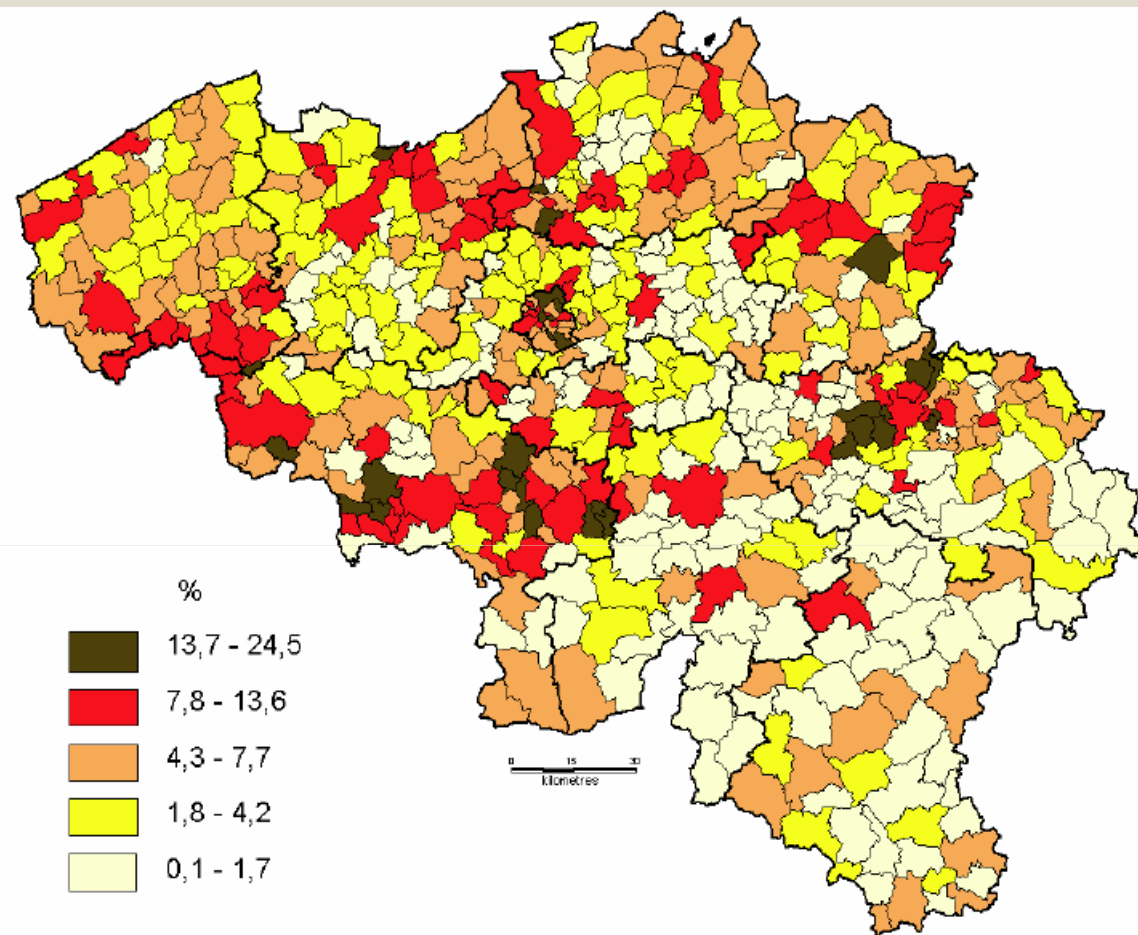 %
13,7 - 24,5
7,8 - 13,6
4,3 - 7,7
1,8 - 4,2
0,1 - 1,7
0 15 30
kilometres